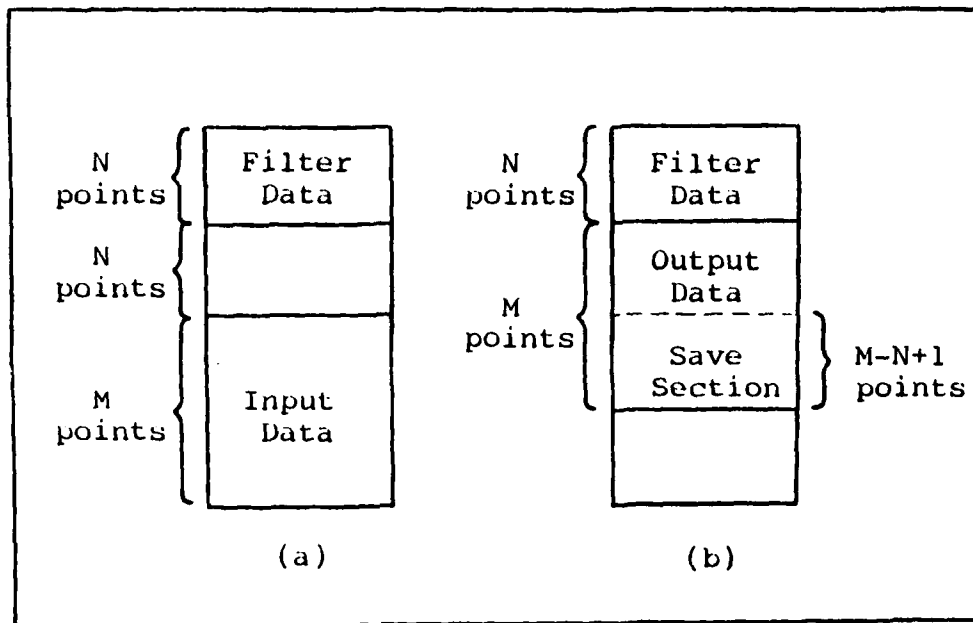 N
points
Filter
Data
N
points
M
points
Input
Data
(a)
N
points
Filter
Data
M
points
Output
Data
Save
Section
M-N+1
points
(b)